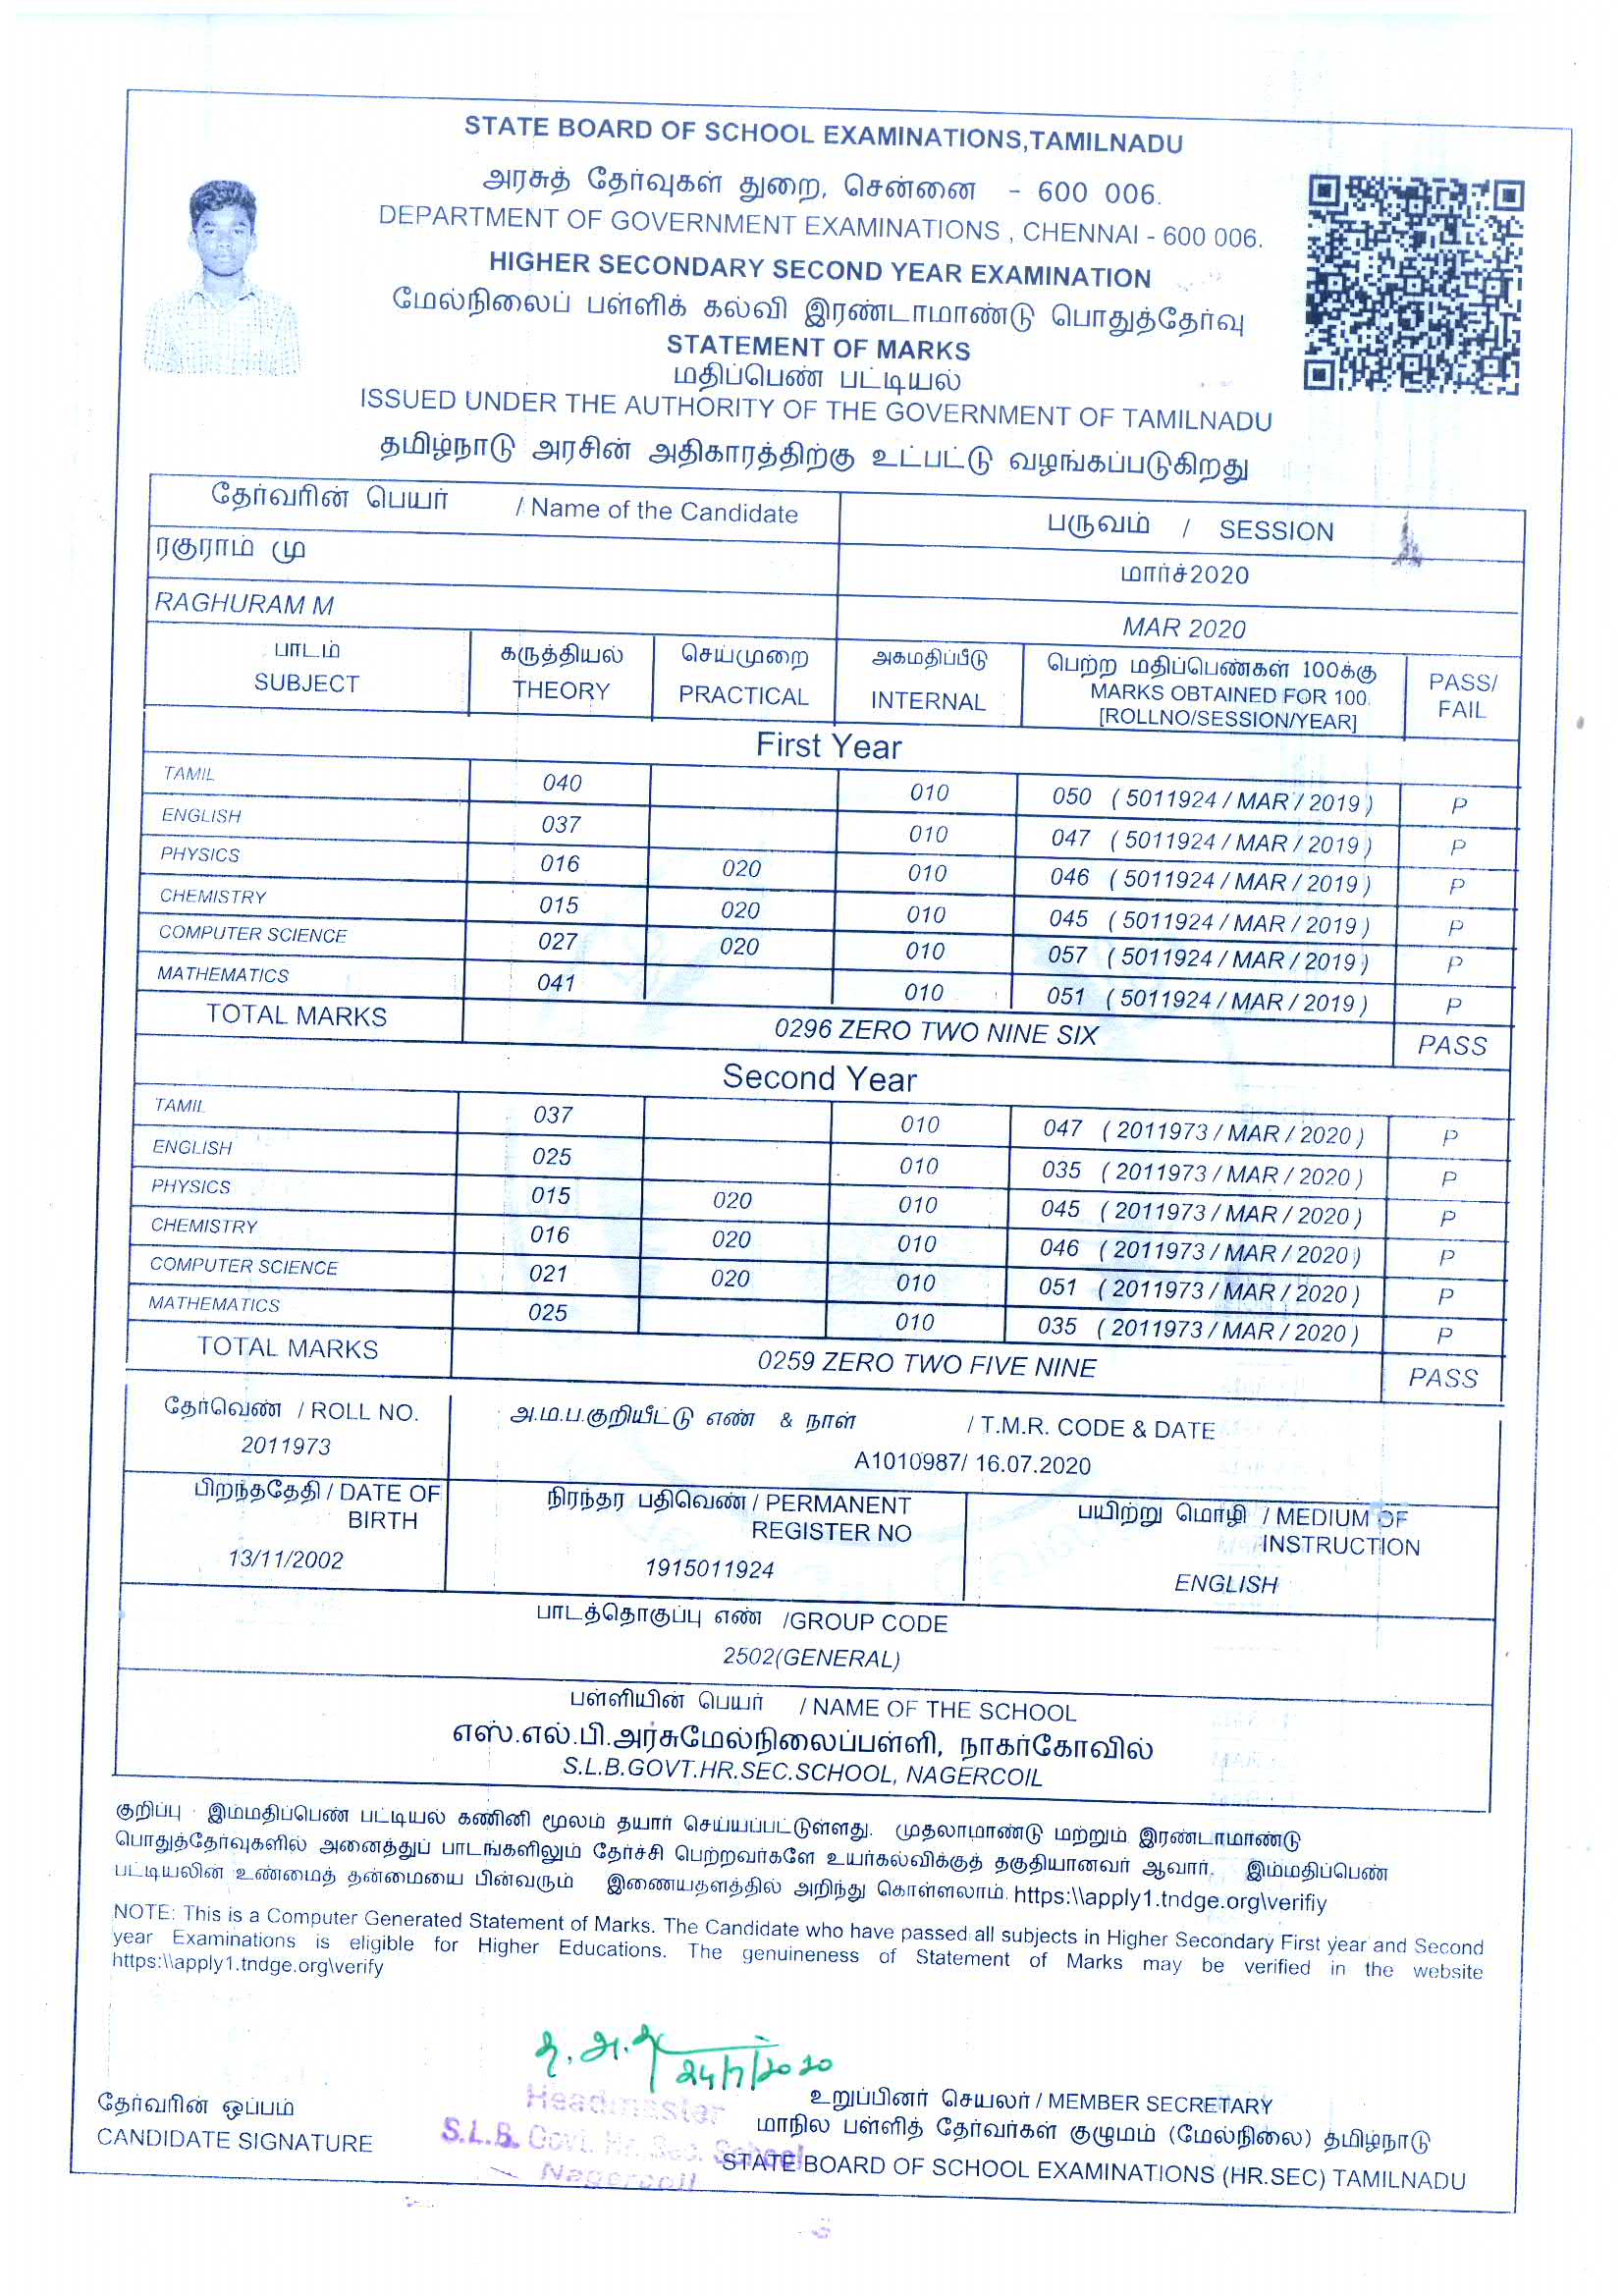 STATE BOARD OF SCHOOL EXAMINATIONS,TAMILNADU
அரசுத் தேர்வுகள் துறை, சென்னை - 600 006.
DEPARTMENT OF GOVERNMENT EXAMINATIONS , CHENNAI - 600 006.
HIGHER SECONDARY SECOND YEAR EXAMINATION
மேல்நிலைப் பள்ளிக் கல்வி இரண்டாமாண்டு பொதுத்தேர்வு
STATEMENT OF MARKS
மதிப்பெண் பட்டியல்
ISSUED UNDER THE AUTHORITY OF THE GOVERNMENT OF TAMILNADU
தமிழ்நாடு அரசின் அதிகாரத்திற்கு உட்பட்டு வழங்கப்படுகிறது
தேர்வரின் பெயர் / Name of the Candidate பருவம் / SESSION
ரகுராம் மு மார்ச்2020
RAGHURAM M MAR 2020
பாடம் கருத்தியல் செய்முறை அகமதிப்பீடு பெற்ற மதிப்பெண்கள் 100க்கு
SUBJECT THEORY PRACTICAL INTERNAL MARKS OBTAINED FOR 100. PASS/
[ROLLNO/SESSION/YEAR] FAIL
First Year
TAMIL 040 010 050 ( 5011924 / MAR / 2019 ) P
ENGLISH 037 010 047 ( 5011924 / MAR / 2019 ) P
PHYSICS 016 020 010 046 ( 5011924 / MAR / 2019 ) P
CHEMISTRY 015 020 010 045 ( 5011924 / MAR / 2019 ) P
COMPUTER SCIENCE 027 020 010 057 ( 5011924 / MAR / 2019 ) P
MATHEMATICS 041 010 051 ( 5011924 / MAR / 2019 ) P
TOTAL MARKS 0296 ZERO TWO NINE SIX PASS
Second Year
TAMIL 037 010 047 ( 2011973 / MAR / 2020 ) P
ENGLISH 025 010 035 ( 2011973 / MAR / 2020 ) P
PHYSICS 015 020 010 045 ( 2011973 / MAR / 2020 ) P
CHEMISTRY 016 020 010 046 ( 2011973 / MAR / 2020 ) P
COMPUTER SCIENCE 021 020 010 051 ( 2011973 / MAR / 2020 ) P
MATHEMATICS 025 010 035 ( 2011973 / MAR / 2020 ) P
TOTAL MARKS 0259 ZERO TWO FIVE NINE PASS
தேர்வெண் / ROLL NO. அ.ம.ப.குறியீட்டு எண் & நாள் / T.M.R. CODE & DATE
2011973 A1010987/ 16.07.2020
பிறந்ததேதி / DATE OF நிரந்தர பதிவெண் / PERMANENT பயிற்று மொழி / MEDIUM OF
BIRTH REGISTER NO INSTRUCTION
13/11/2002 1915011924 ENGLISH
பாடத்தொகுப்பு எண் /GROUP CODE
2502(GENERAL)
பள்ளியின் பெயர் / NAME OF THE SCHOOL
எஸ்.எல்.பி.அர்சுமேல்நிலைப்பள்ளி, நாகர்கோவில்
S.L.B.GOVT.HR.SEC.SCHOOL, NAGERCOIL
குறிப்பு : இம்மதிப்பெண் பட்டியல் கணினி மூலம் தயார் செய்யப்பட்டுள்ளது. முதலாமாண்டு மற்றும் இரண்டாமாண்டு
பொதுத்தேர்வுகளில் அனைத்துப் பாடங்களிலும் தேர்ச்சி பெற்றவர்களே உயர்கல்விக்குத் தகுதியானவர் ஆவார். இம்மதிப்பெண்
பட்டியலின் உண்மைத் தன்மையை பின்வரும் இணையதளத்தில் அறிந்து கொள்ளலாம். https:\\apply1.tndge.org\verifiy
NOTE: This is a Computer Generated Statement of Marks. The Candidate who have passed all subjects in Higher Secondary First year and Second
year Examinations is eligible for Higher Educations. The genuineness of Statement of Marks may be verified in the website
https:\\apply1.tndge.org\verify
24/7/2020
Headmaster
S.L.B. Govt. Hr. Sec. School
Nagercoil
தேர்வரின் ஒப்பம்
CANDIDATE SIGNATURE
உறுப்பினர் செயலர் / MEMBER SECRETARY
மாநில பள்ளித் தேர்வர்கள் குழுமம் (மேல்நிலை) தமிழ்நாடு
STATE BOARD OF SCHOOL EXAMINATIONS (HR.SEC) TAMILNADU